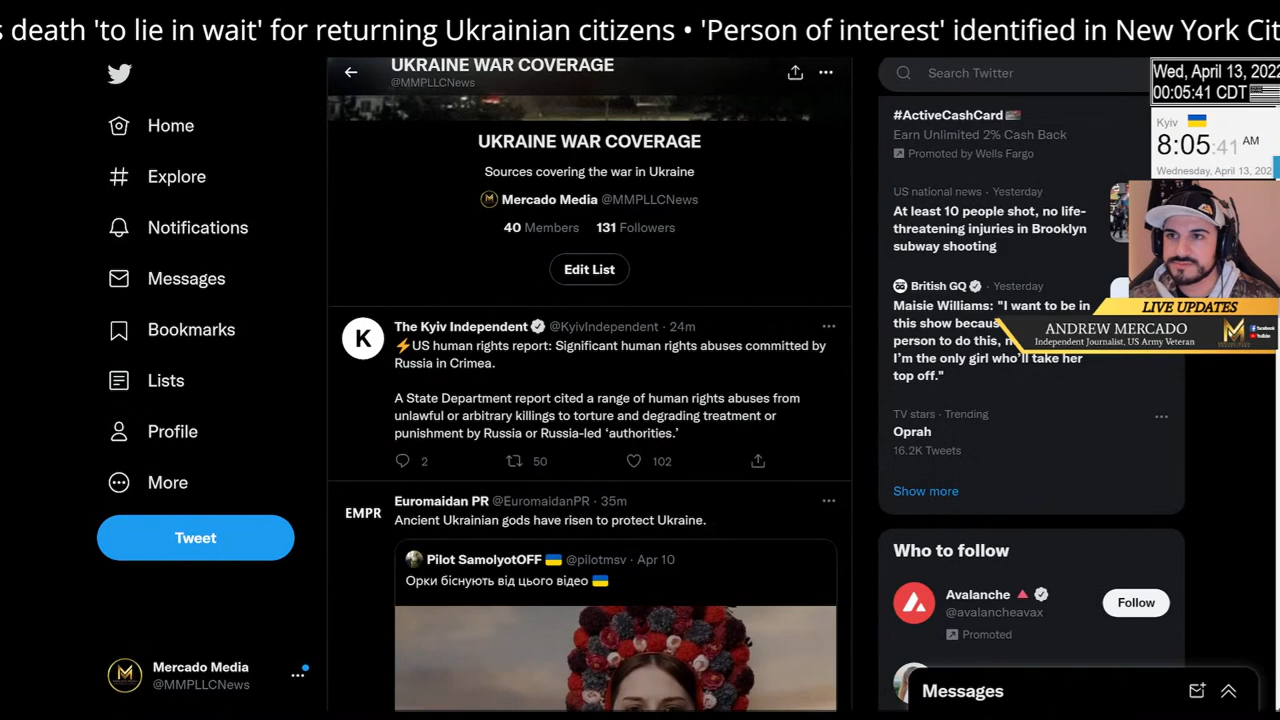 s death 'to lie in wait' for returning Ukrainian citizens • 'Person of interest' identified in New York Cit
Home
Explore
Notifications
Messages
Bookmarks
Lists
Profile
More
Tweet
Mercado Media
@MMPLLCNews
UKRAINE WAR COVERAGE
@MMPLLCNews
UKRAINE WAR COVERAGE
Sources covering the war in Ukraine
Mercado Media @MMPLLCNews
40 Members 131 Followers
Edit List
K
The Kyiv Independent @KyivIndependent · 24m
⚡US human rights report: Significant human rights abuses committed by
Russia in Crimea.
A State Department report cited a range of human rights abuses from
unlawful or arbitrary killings to torture and degrading treatment or
punishment by Russia or Russia-led ‘authorities.’
2 50 102
EMPR
Euromaidan PR @EuromaidanPR · 35m
Ancient Ukrainian gods have risen to protect Ukraine.
Pilot SamolyotOFF 🇺🇦 @pilotmsv · Apr 10
Орки біснують від цього відео 🇺🇦
Search Twitter
#ActiveCashCard
Earn Unlimited 2% Cash Back
Promoted by Wells Fargo
US national news · Yesterday
At least 10 people shot, no life-
threatening injuries in Brooklyn
subway shooting
British GQ · Yesterday
Maisie Williams: "I want to be in
this show becaus
person to do this,
I'm the only girl who'll take her
top off."
TV stars · Trending
Oprah
16.2K Tweets
Show more
Who to follow
Avalanche
@avalancheavax
Promoted
Follow
Messages
Wed, April 13, 2022
00:05:41 CDT
Kyiv
8:05:41 AM
Wednesday, April 13, 202
LIVE UPDATES
ANDREW MERCADO
Independent Journalist, US Army Veteran
facebook
YouTube